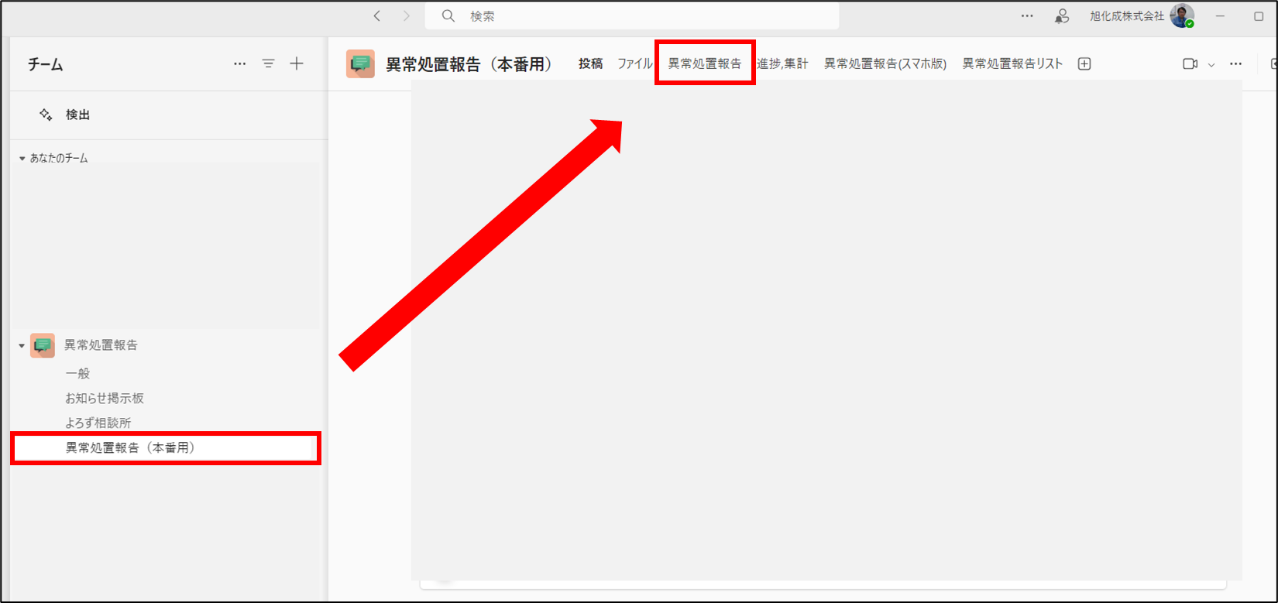 検索
旭化成株式会社
チーム
異常処置報告（本番用） 投稿 ファイル 異常処置報告 進捗,集計 異常処置報告(スマホ版) 異常処置報告リスト
検出
あなたのチーム
異常処置報告
一般
お知らせ掲示板
よろず相談所
異常処置報告（本番用）